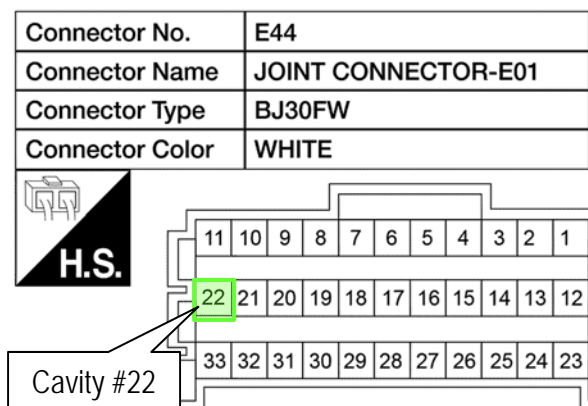 Connector No. E44
Connector Name JOINT CONNECTOR-E01
Connector Type BJ30FW
Connector Color WHITE
H.S.
11 10 9 8 7 6 5 4 3 2 1
22 21 20 19 18 17 16 15 14 13 12
33 32 31 30 29 28 27 26 25 24 23
Cavity #22